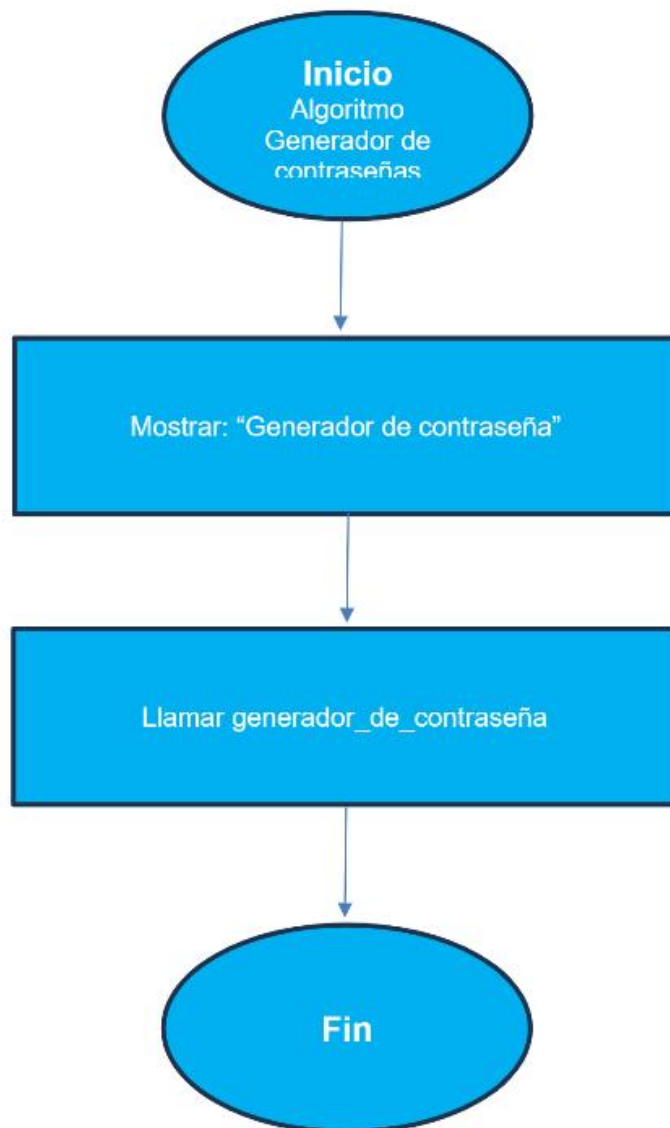 Inicio
Algoritmo
Generador de
contraseñas
Mostrar: “Generador de contraseña”
Llamar generador_de_contraseña
Fin